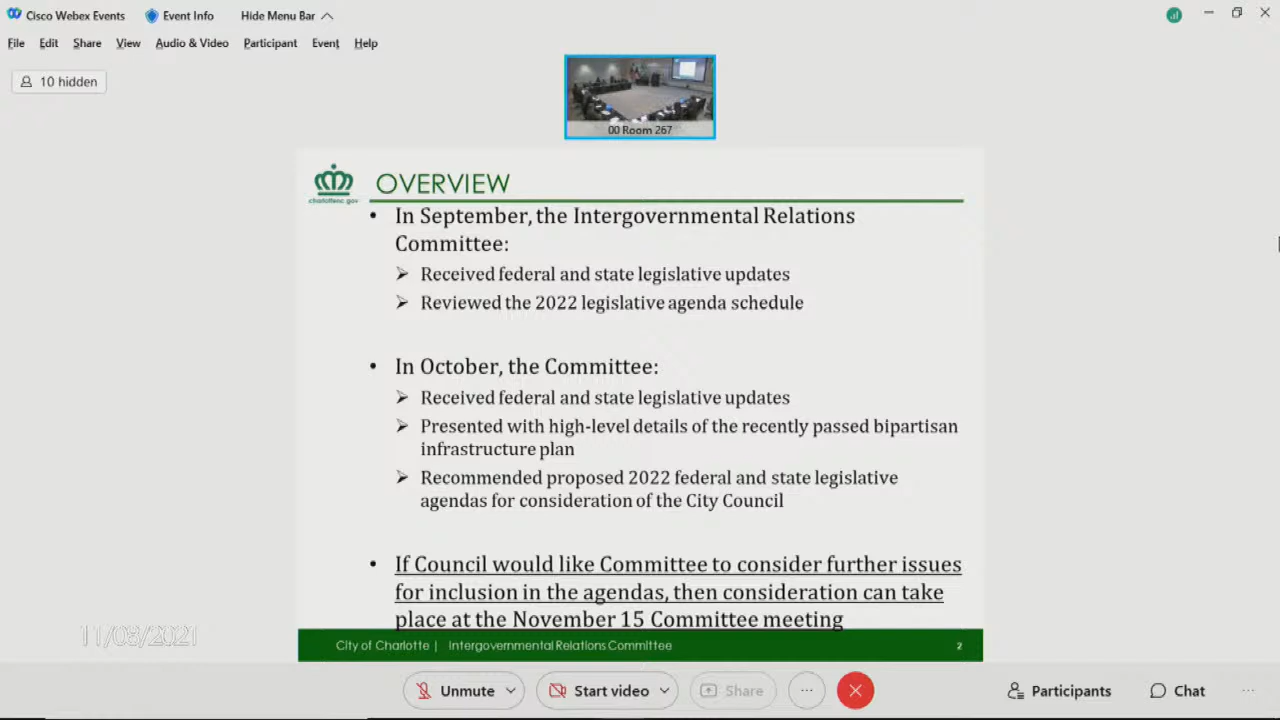 Cisco Webex Events
Event Info
Hide Menu Bar
File Edit Share View Audio & Video Participant Event Help
10 hidden
00 Room 267
charlottenc.gov
OVERVIEW
• In September, the Intergovernmental Relations
Committee:
➢ Received federal and state legislative updates
➢ Reviewed the 2022 legislative agenda schedule
• In October, the Committee:
➢ Received federal and state legislative updates
➢ Presented with high-level details of the recently passed bipartisan
infrastructure plan
➢ Recommended proposed 2022 federal and state legislative
agendas for consideration of the City Council
• If Council would like Committee to consider further issues
for inclusion in the agendas, then consideration can take
place at the November 15 Committee meeting
11/08/2021
City of Charlotte | Intergovernmental Relations Committee
2
Unmute
Start video
Share
Participants
Chat